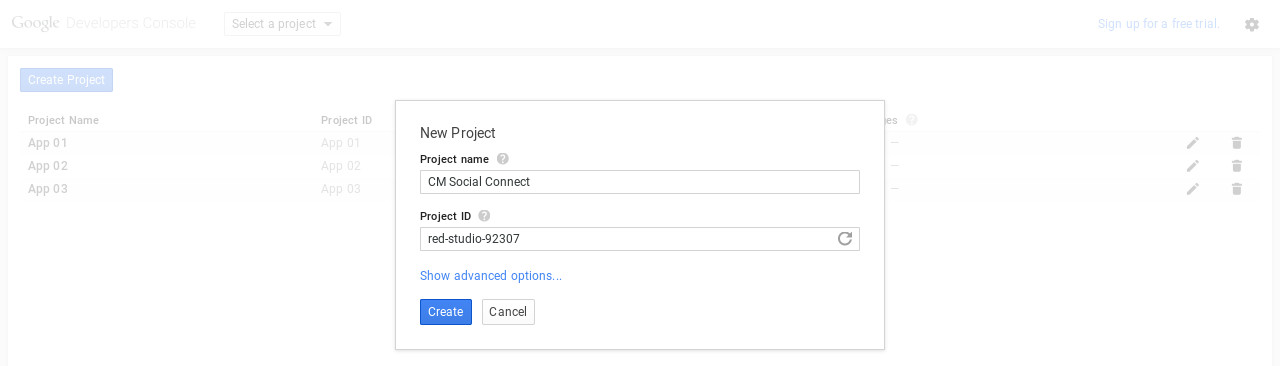 Google Developers Console Select a project Sign up for a free trial.
Create Project
Project Name Project ID es
App 01 App 01 —
App 02 App 02 —
App 03 App 03 —
New Project
Project name
CM Social Connect
Project ID
red-studio-92307
Show advanced options...
Create Cancel